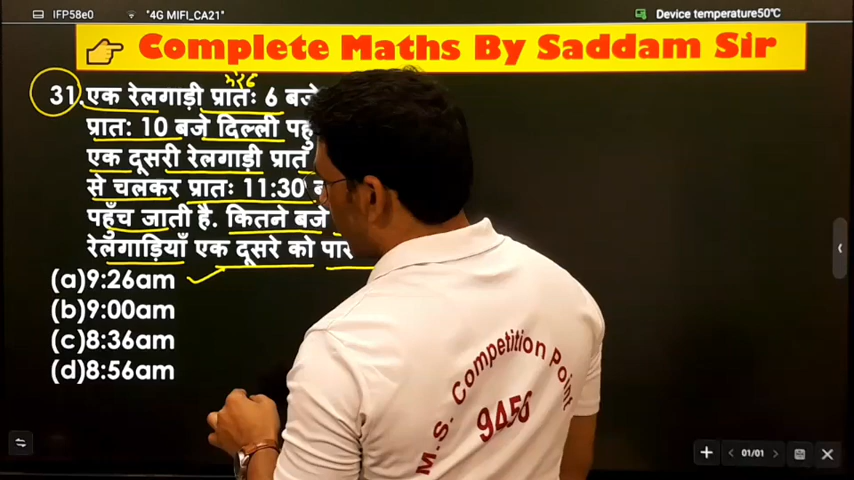 IFP58e0
"4G MIFI_CA21"
Device temperature50℃
Complete Maths By Saddam Sir
31. एक रेलगाड़ी प्रातः 6 बजे
प्रातः 10 बजे दिल्ली
एक दूसरी रेलगाड़ी
से चलकर प्रातः 11:30
पहुँच जाती है. कितने बजे
रेलगाड़ियाँ एक दूसरे को
(a)9:26am
(b)9:00am
(c)8:36am
(d)8:56am
M.S. Competition Point
01/01